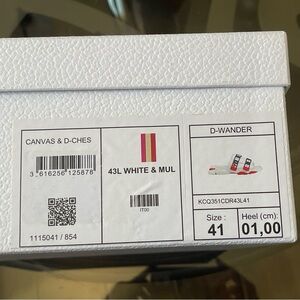 CANVAS & D-CHES
3 616256 125878
1115041 / 854
43L WHITE & MUL
IT00
D-WANDER
KCQ351CDR43L41
Size :
41
Heel (cm):
01,00